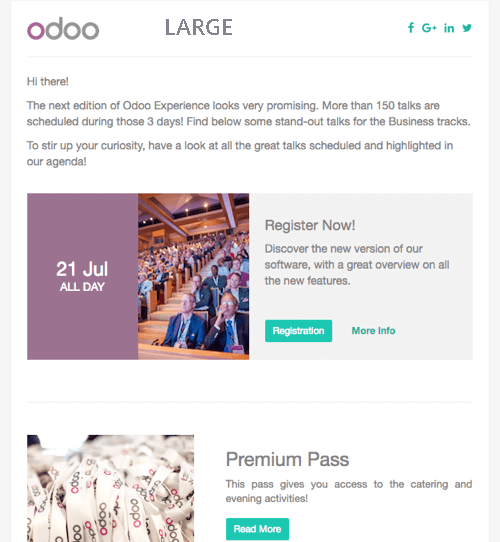 odoo LARGE
Hi there!
The next edition of Odoo Experience looks very promising. More than 150 talks are
scheduled during those 3 days! Find below some stand-out talks for the Business tracks.
To stir up your curiosity, have a look at all the great talks scheduled and highlighted in
our agenda!
21 Jul
ALL DAY
Register Now!
Discover the new version of our
software, with a great overview on all
the new features.
Registration More Info
odoo
odoo
odoo
Premium Pass
This pass gives you access to the catering and
evening activities!
Read More